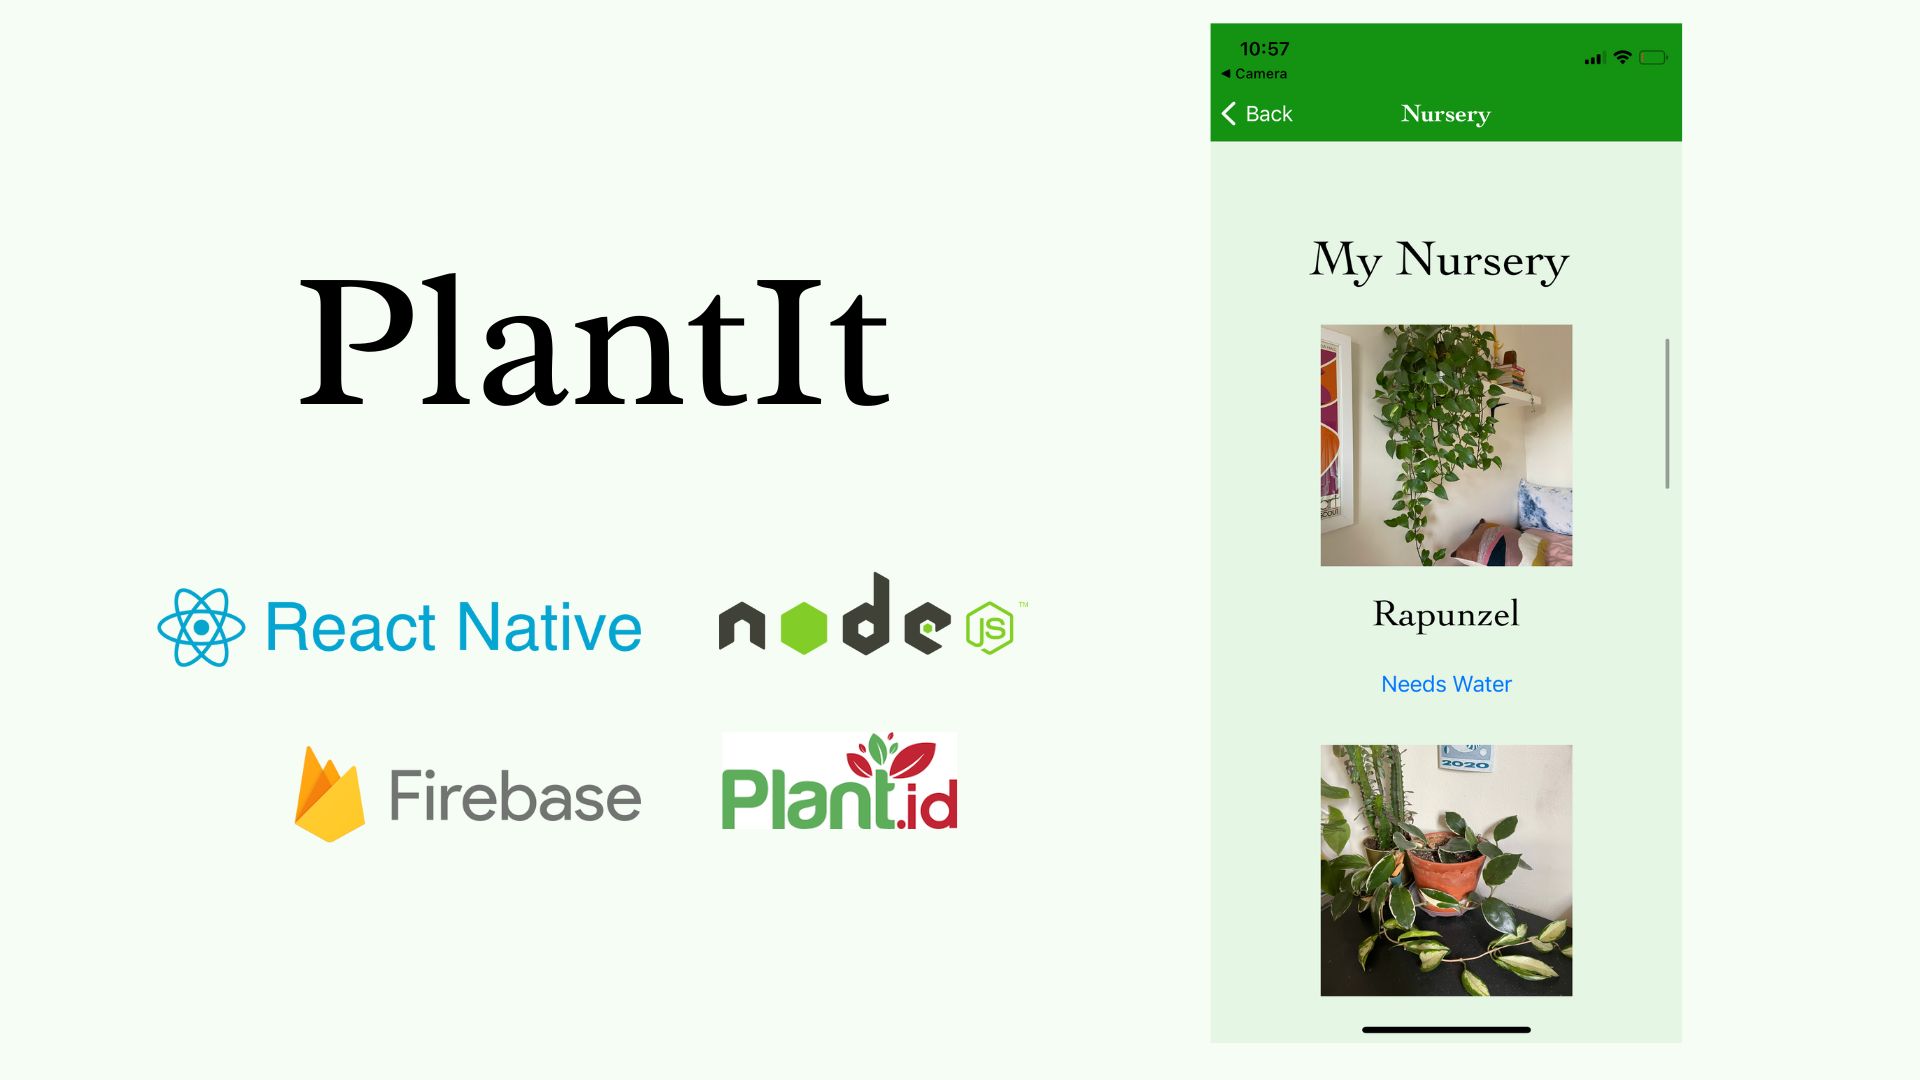 PlantIt
React Native
node JS ™
Firebase
Plant.id
10:57
◀ Camera
Back
Nursery
My Nursery
Rapunzel
Needs Water
2020